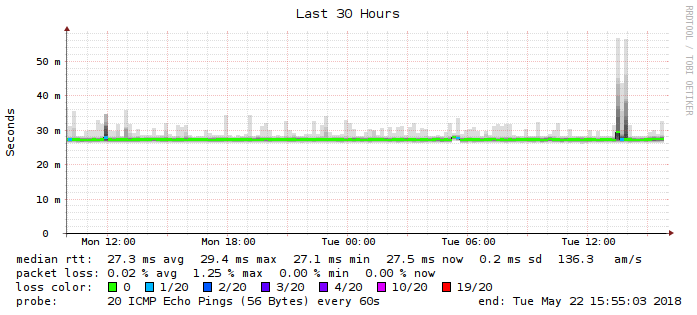 Last 30 Hours
RRDTOOL / TOBI OETIKER
Seconds
50 m
40 m
30 m
20 m
10 m
0
Mon 12:00 Mon 18:00 Tue 00:00 Tue 06:00 Tue 12:00
median rtt: 27.3 ms avg 29.4 ms max 27.1 ms min 27.5 ms now 0.2 ms sd 136.3 am/s
packet loss: 0.02 % avg 1.25 % max 0.00 % min 0.00 % now
loss color: 0 1/20 2/20 3/20 4/20 10/20 19/20
probe: 20 ICMP Echo Pings (56 Bytes) every 60s end: Tue May 22 15:55:03 2018